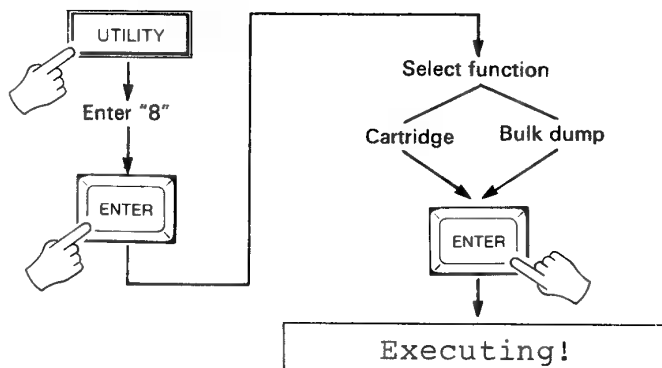 UTILITY
Enter "8"
ENTER
Select function
Cartridge
Bulk dump
ENTER
Executing!